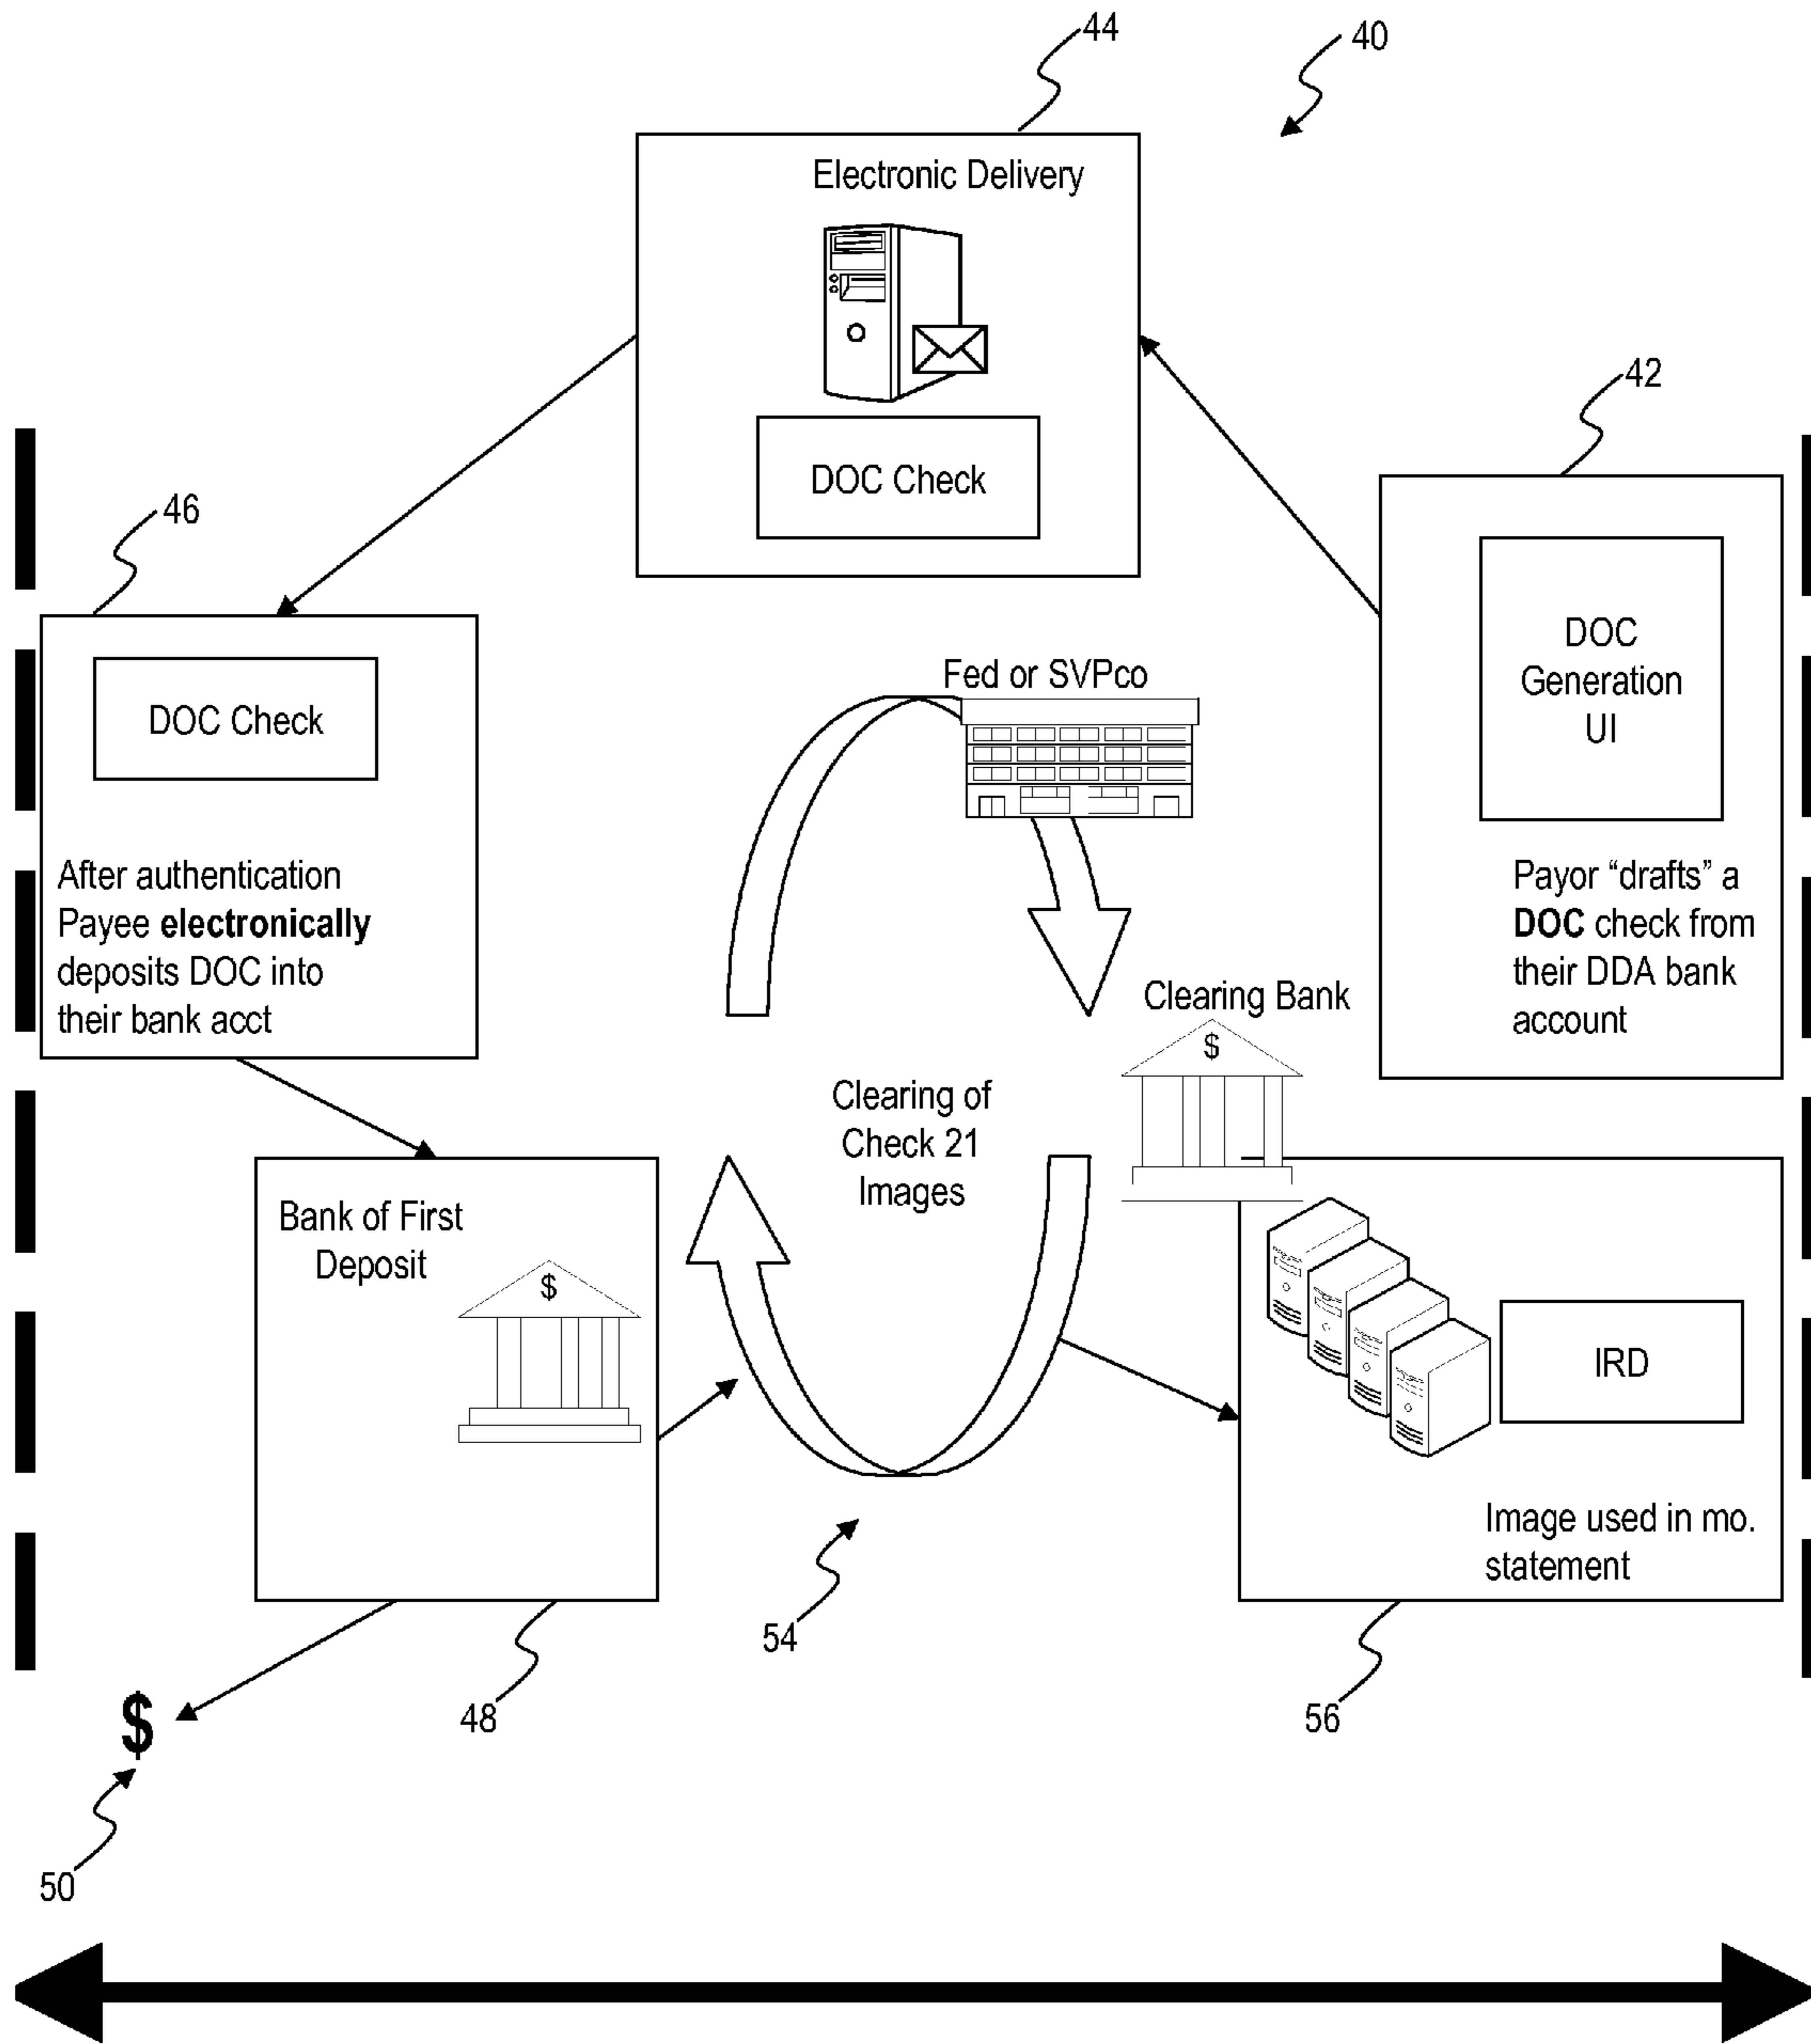 44
40
Electronic Delivery
DOC Check
42
46
DOC Check
After authentication
Payee electronically
deposits DOC into
their bank acct
Fed or SVPco
DOC
Generation
UI
Payor “drafts” a
DOC check from
their DDA bank
account
Clearing Bank
$
Clearing of
Check 21
Images
Bank of First
Deposit
$
IRD
Image used in mo.
statement
54
48
56
$
50